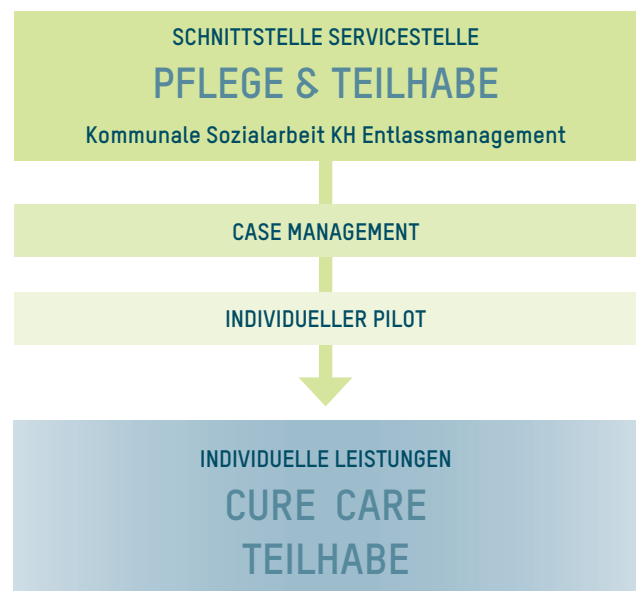 SCHNITTSTELLE SERVICESTELLE
PFLEGE & TEILHABE
Kommunale Sozialarbeit KH Entlassmanagement
CASE MANAGEMENT
INDIVIDUELLER PILOT
INDIVIDUELLE LEISTUNGEN
CURE CARE
TEILHABE